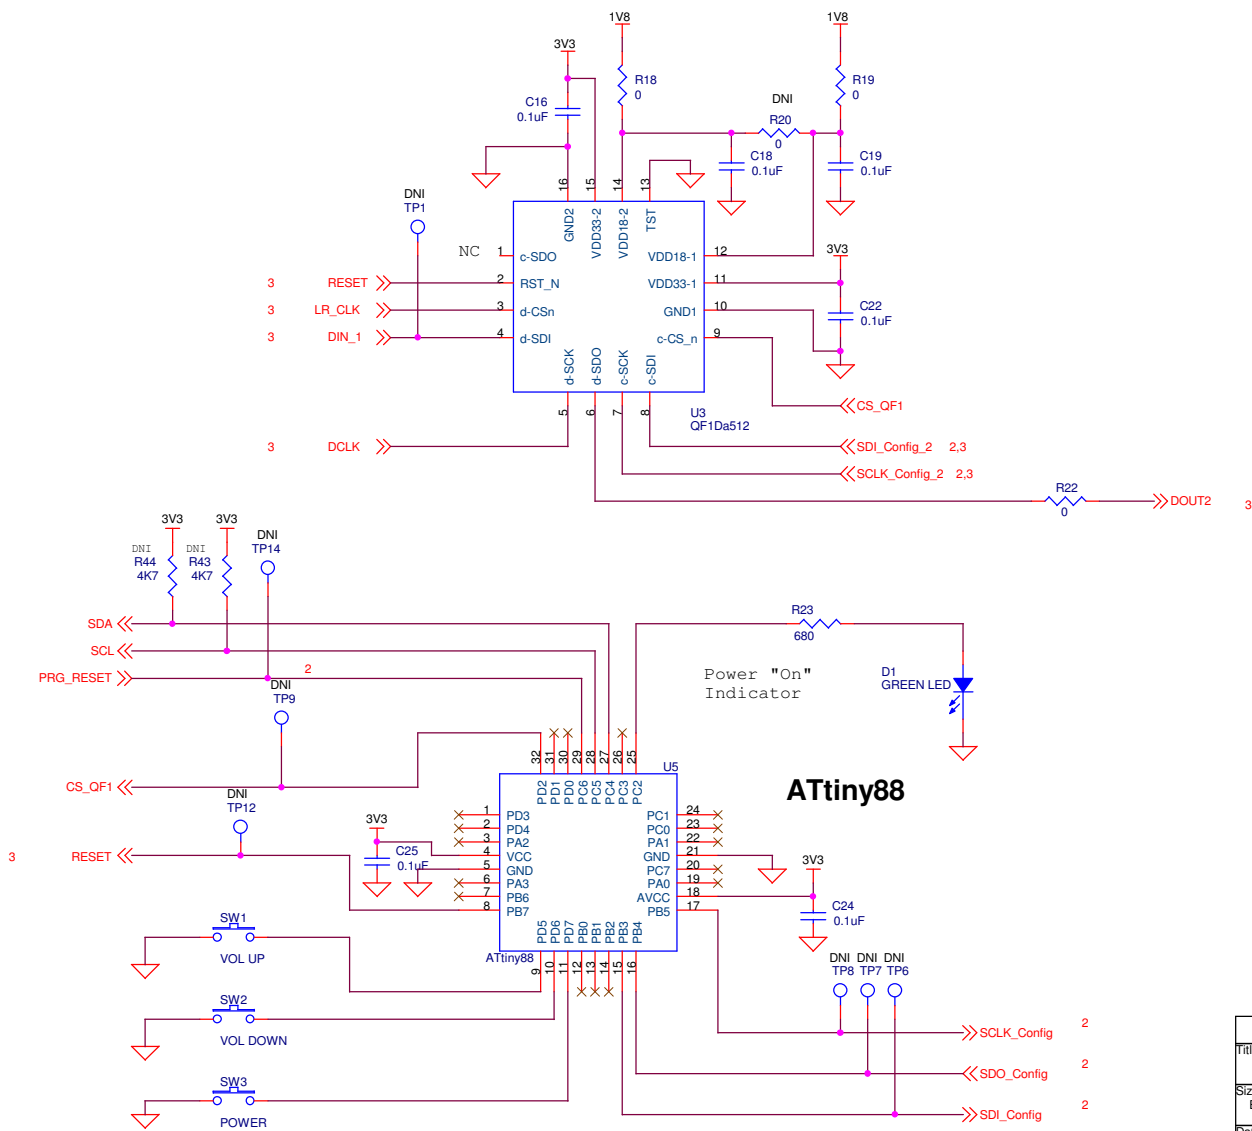 1V8
1V8
3V3
R18
0
R19
0
C16
0.1uF
DNI
R20
0
C18
0.1uF
C19
0.1uF
16
15
14
13
GND2
VDD33-2
VDD18-2
TST
DNI
TP1
NC
1
c-SDO
VDD18-1
12
3V3
3
RESET
2
RST_N
VDD33-1
11
3
LR_CLK
3
d-CSn
GND1
10
C22
0.1uF
3
DIN_1
4
d-SDI
c-CS_n
9
d-SCK
d-SDO
c-SCK
c-SDI
5
6
7
8
U3
QF1Da512
CS_QF1
3
DCLK
SDI_Config_2
2,3
SCLK_Config_2
2,3
R22
0
DOUT2
3
3V3
3V3
DNI
TP14
DNI
R44
4K7
DNI
R43
4K7
SDA
SCL
PRG_RESET
2
R23
680
Power "On"
Indicator
D1
GREEN LED
DNI
TP9
32
31
30
29
28
27
26
25
U5
PD2
PD1
PD0
PC6
PC5
PC4
PC3
PC2
ATtiny88
CS_QF1
DNI
TP12
3V3
C25
0.1uF
3
RESET
1
PD3
2
PD4
3
PA2
4
VCC
5
GND
6
PA3
7
PB6
8
PB7
PC1
24
PC0
23
PA1
22
GND
21
PC7
20
PA0
19
AVCC
18
PB5
17
3V3
C24
0.1uF
PD5
PD6
PD7
PB0
PB1
PB2
PB3
PB4
ATtiny88
9
10
11
12
13
14
15
16
SW1
VOL UP
SW2
VOL DOWN
SW3
POWER
DNI
TP8
DNI
TP7
DNI
TP6
SCLK_Config
2
SDO_Config
2
SDI_Config
2